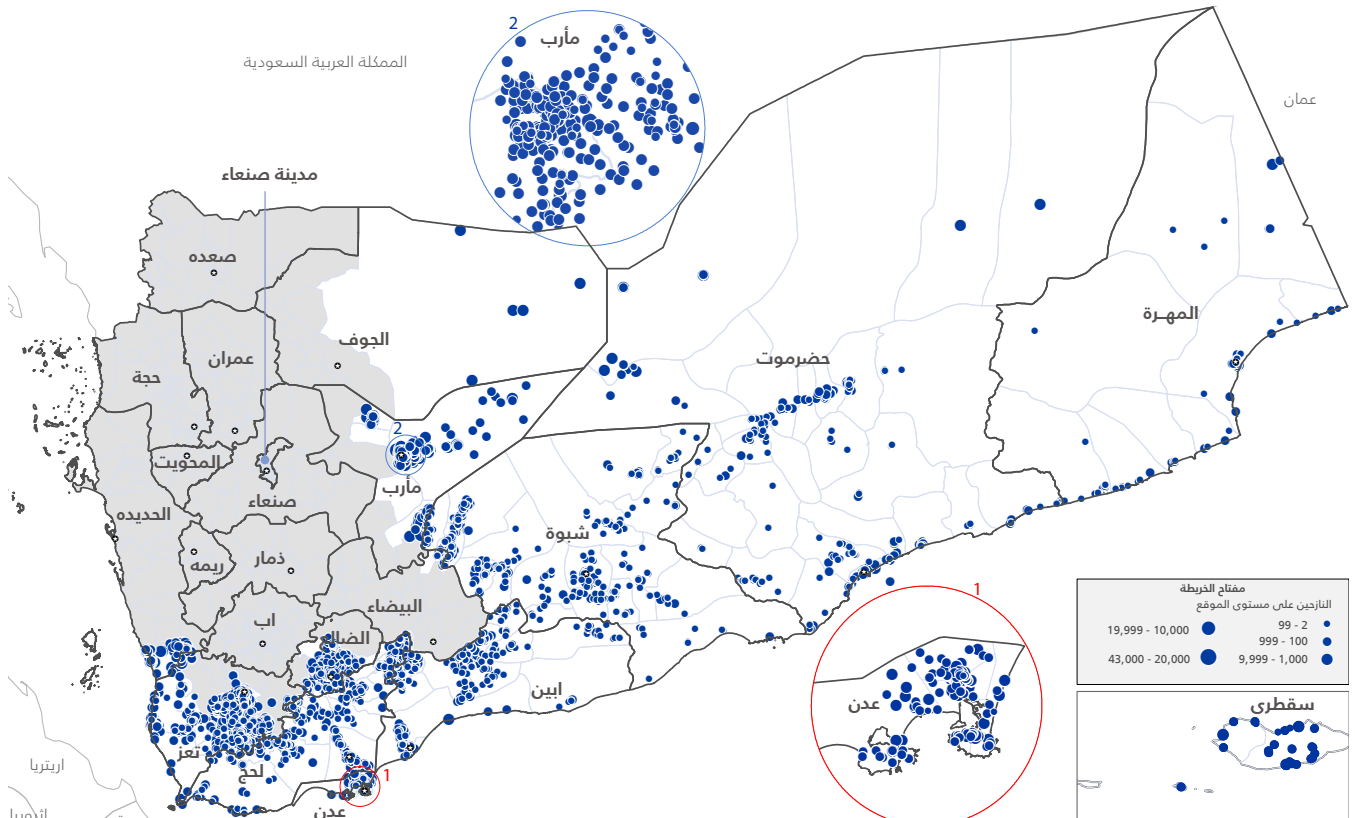 2
مأرب
المملكة العربية السعودية
عمان
مدينة صنعاء
صعده
المهـرة
الجوف
عمران
حضرموت
حجة
2
المحويت
مأرب
صنعاء
الحديده
شبوة
ذمار
ريمه
البيضاء
اب
الضالع
ابين
تعز
لحج
اريتريا
1
عدن
1
عدن
مفتاح الخريطة
النازحين على مستوى الموقع
99 - 2
19,999 - 10,000
999 - 100
43,000 - 20,000
9,999 - 1,000
سقطرى